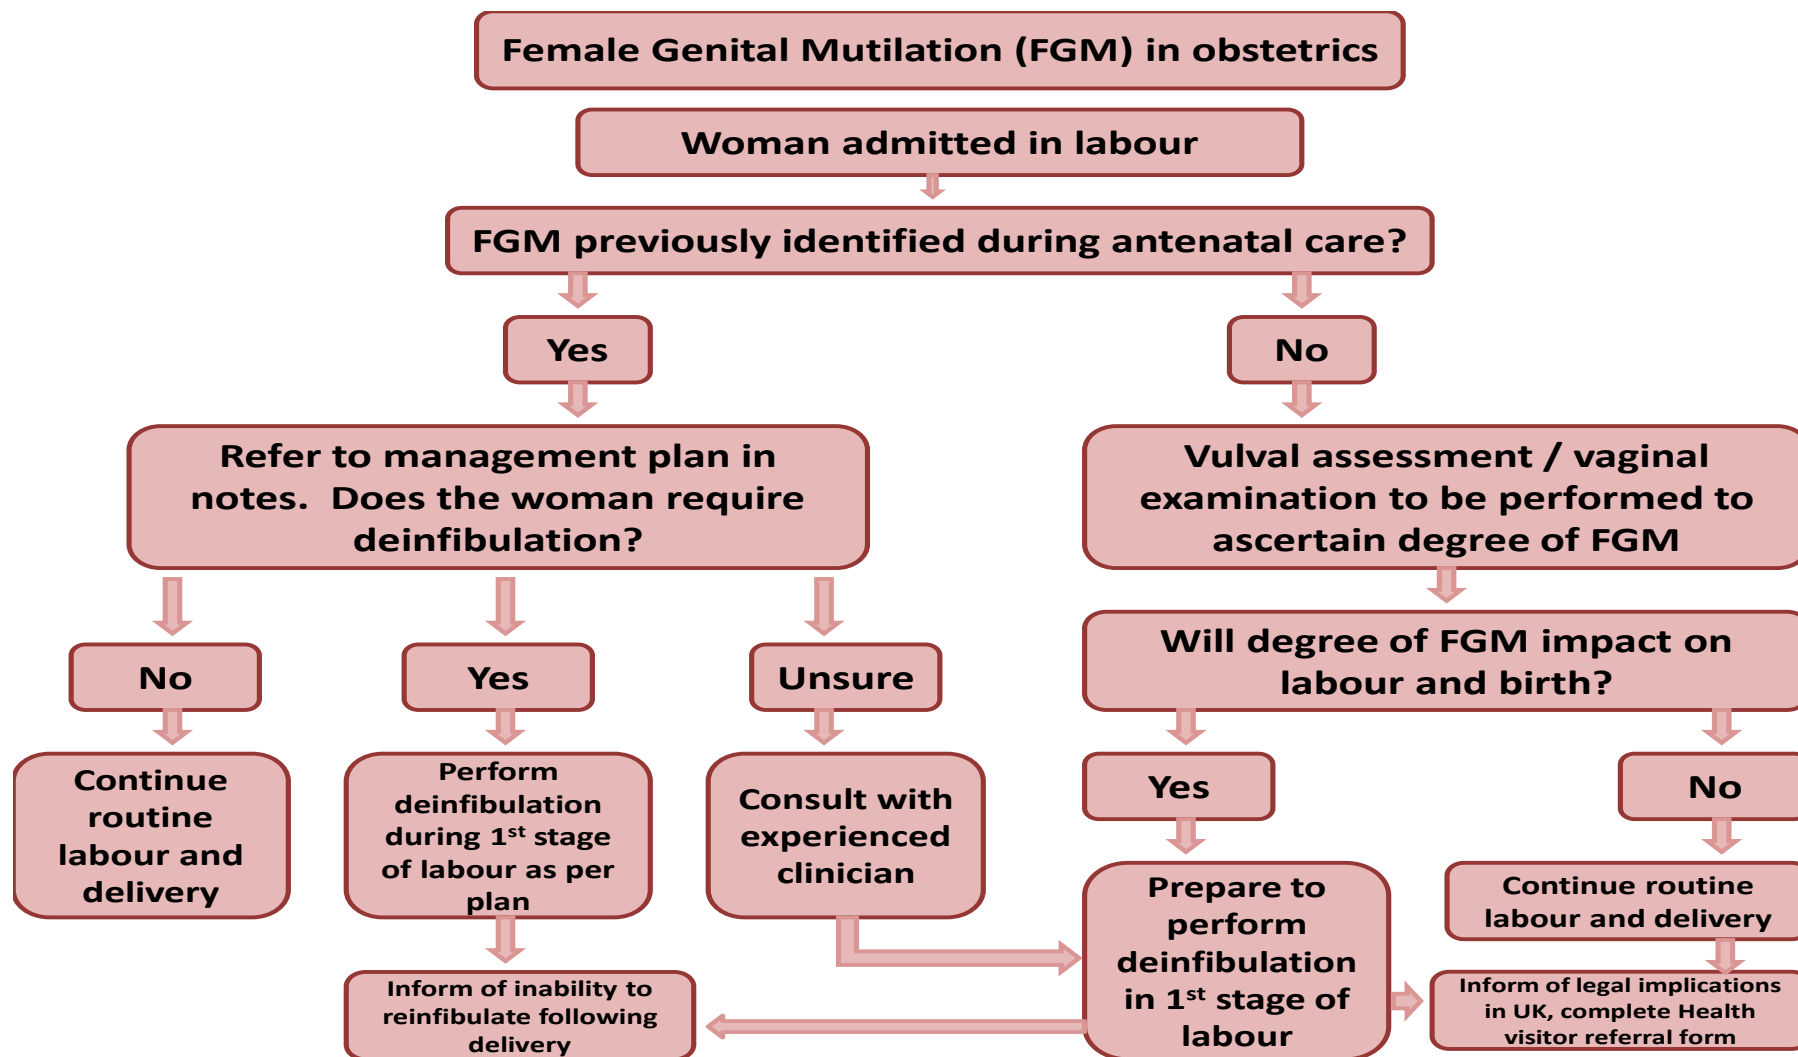 Female Genital Mutilation (FGM) in obstetrics
Woman admitted in labour
FGM previously identified during antenatal care?
Yes
No
Refer to management plan in
notes.  Does the woman require
deinfibulation?
Vulval assessment / vaginal
examination to be performed to
ascertain degree of FGM
Will degree of FGM impact on
labour and birth?
No
Yes
Unsure
Yes
No
Continue
routine
labour and
delivery
Perform
deinfibulation
during 1st stage
of labour as per
plan
Consult with
experienced
clinician
Prepare to
perform
deinfibulation
in 1st stage of
labour
Continue routine
labour and delivery
Inform of inability to
reinfibulate following
delivery
Inform of legal implications
in UK, complete Health
visitor referral form